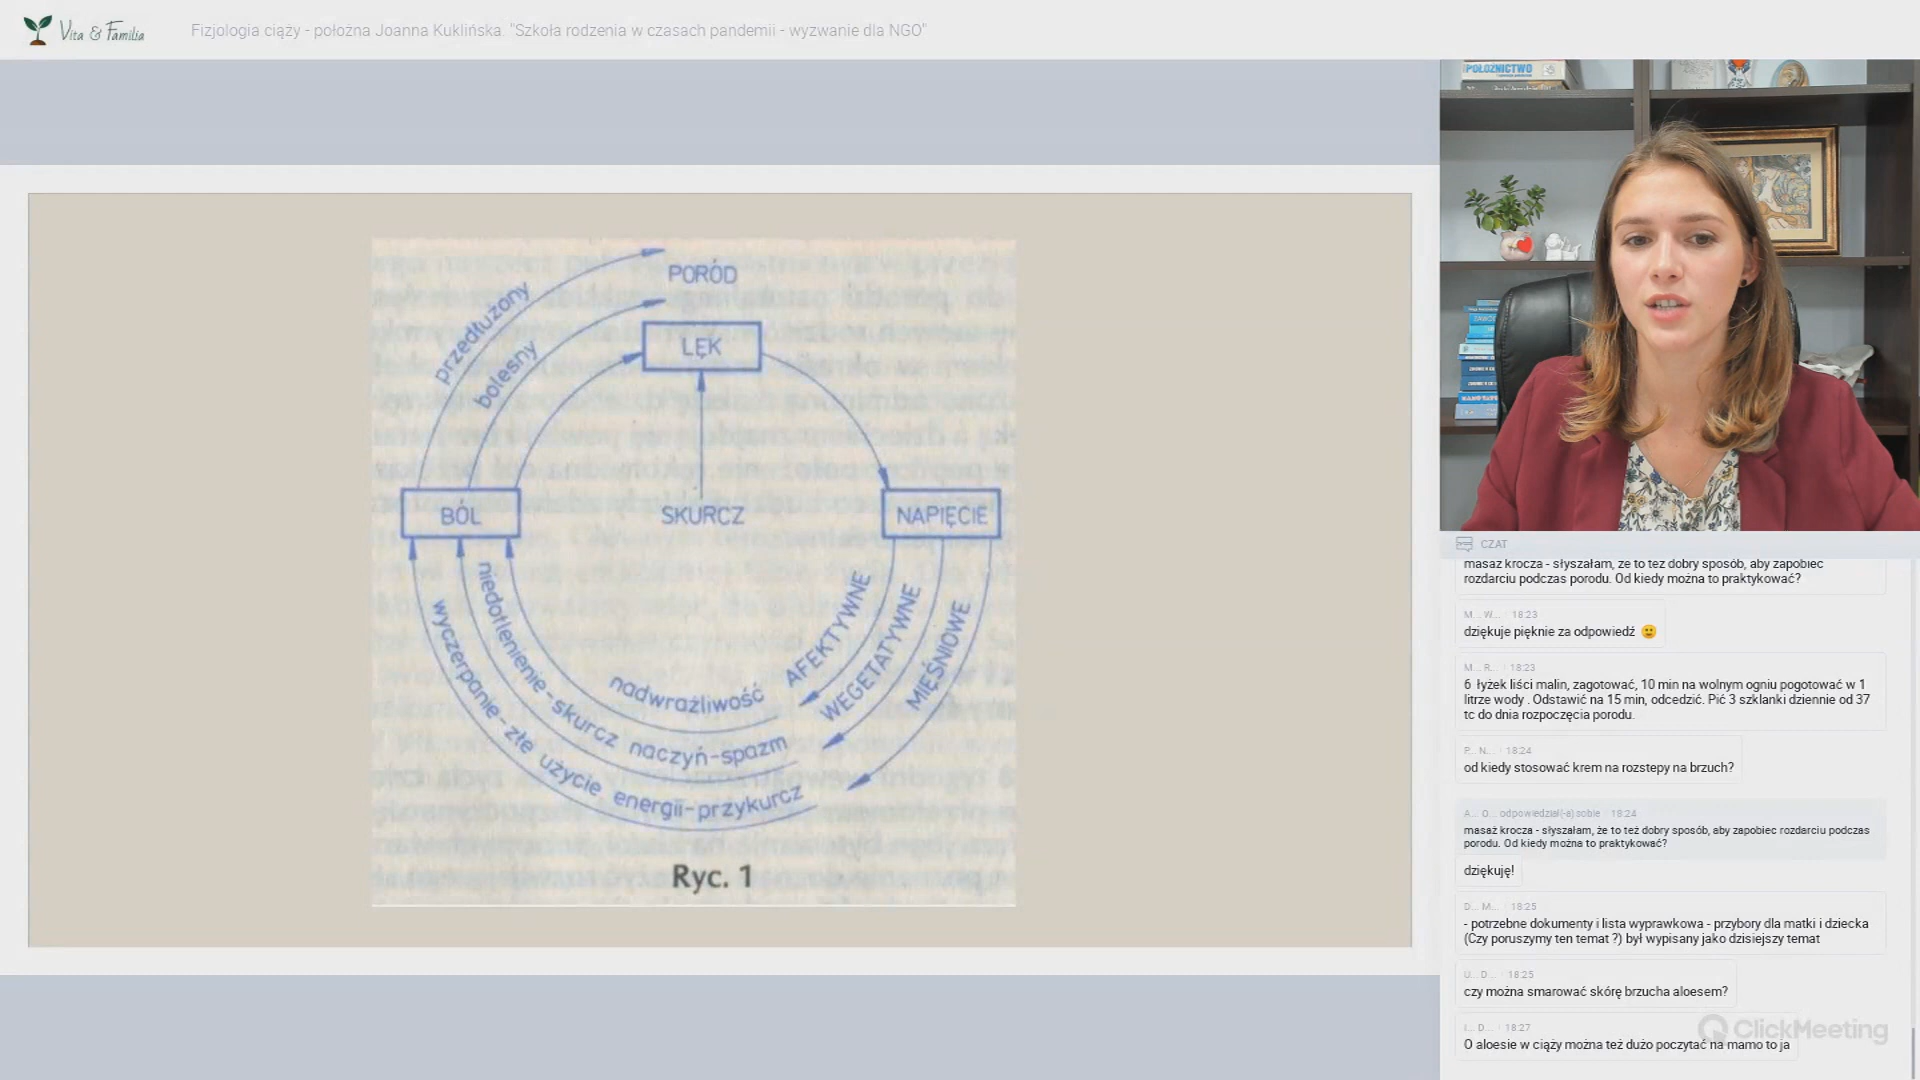 Vita & Familia
Fizjologia ciąży - położna Joanna Kuklińska. "Szkoła rodzenia w czasach pandemii - wyzwanie dla NGO"
POŁOŻNICTWO
przedłużony
bolesny
PORÓD
LĘK
BÓL
SKURCZ
NAPIĘCIE
AFEKTYWNE
WEGETATYWNE
MIĘŚNIOWE
nadwrażliwość
niedotlenienie-skurcz naczyń-spazm
wyczerpanie-złe użycie energii-przykurcz
Ryc. 1
CZAT
masaż krocza - słyszałam, że to też dobry sposób, aby zapobiec
rozdarciu podczas porodu. Od kiedy można to praktykować?
M... W... 18:23
dziękuje pięknie za odpowiedź 🙂
M... R... 18:23
6 łyżek liści malin, zagotować, 10 min na wolnym ogniu pogotować w 1
litrze wody . Odstawić na 15 min, odcedzić. Pić 3 szklanki dziennie od 37
tc do dnia rozpoczęcia porodu.
P... N... 18:24
od kiedy stosować krem na rozstepy na brzuch?
A... O... odpowiedział(-a) sobie 18:24
masaż krocza - słyszałam, że to też dobry sposób, aby zapobiec rozdarciu podczas
porodu. Od kiedy można to praktykować?
dziękuję!
D... M... 18:25
- potrzebne dokumenty i lista wyprawkowa - przybory dla matki i dziecka
(Czy poruszymy ten temat ?) był wypisany jako dzisiejszy temat
U... D... 18:25
czy można smarować skórę brzucha aloesem?
I... D... 18:27
O aloesie w ciąży można też dużo poczytać na mamo to ja
ClickMeeting